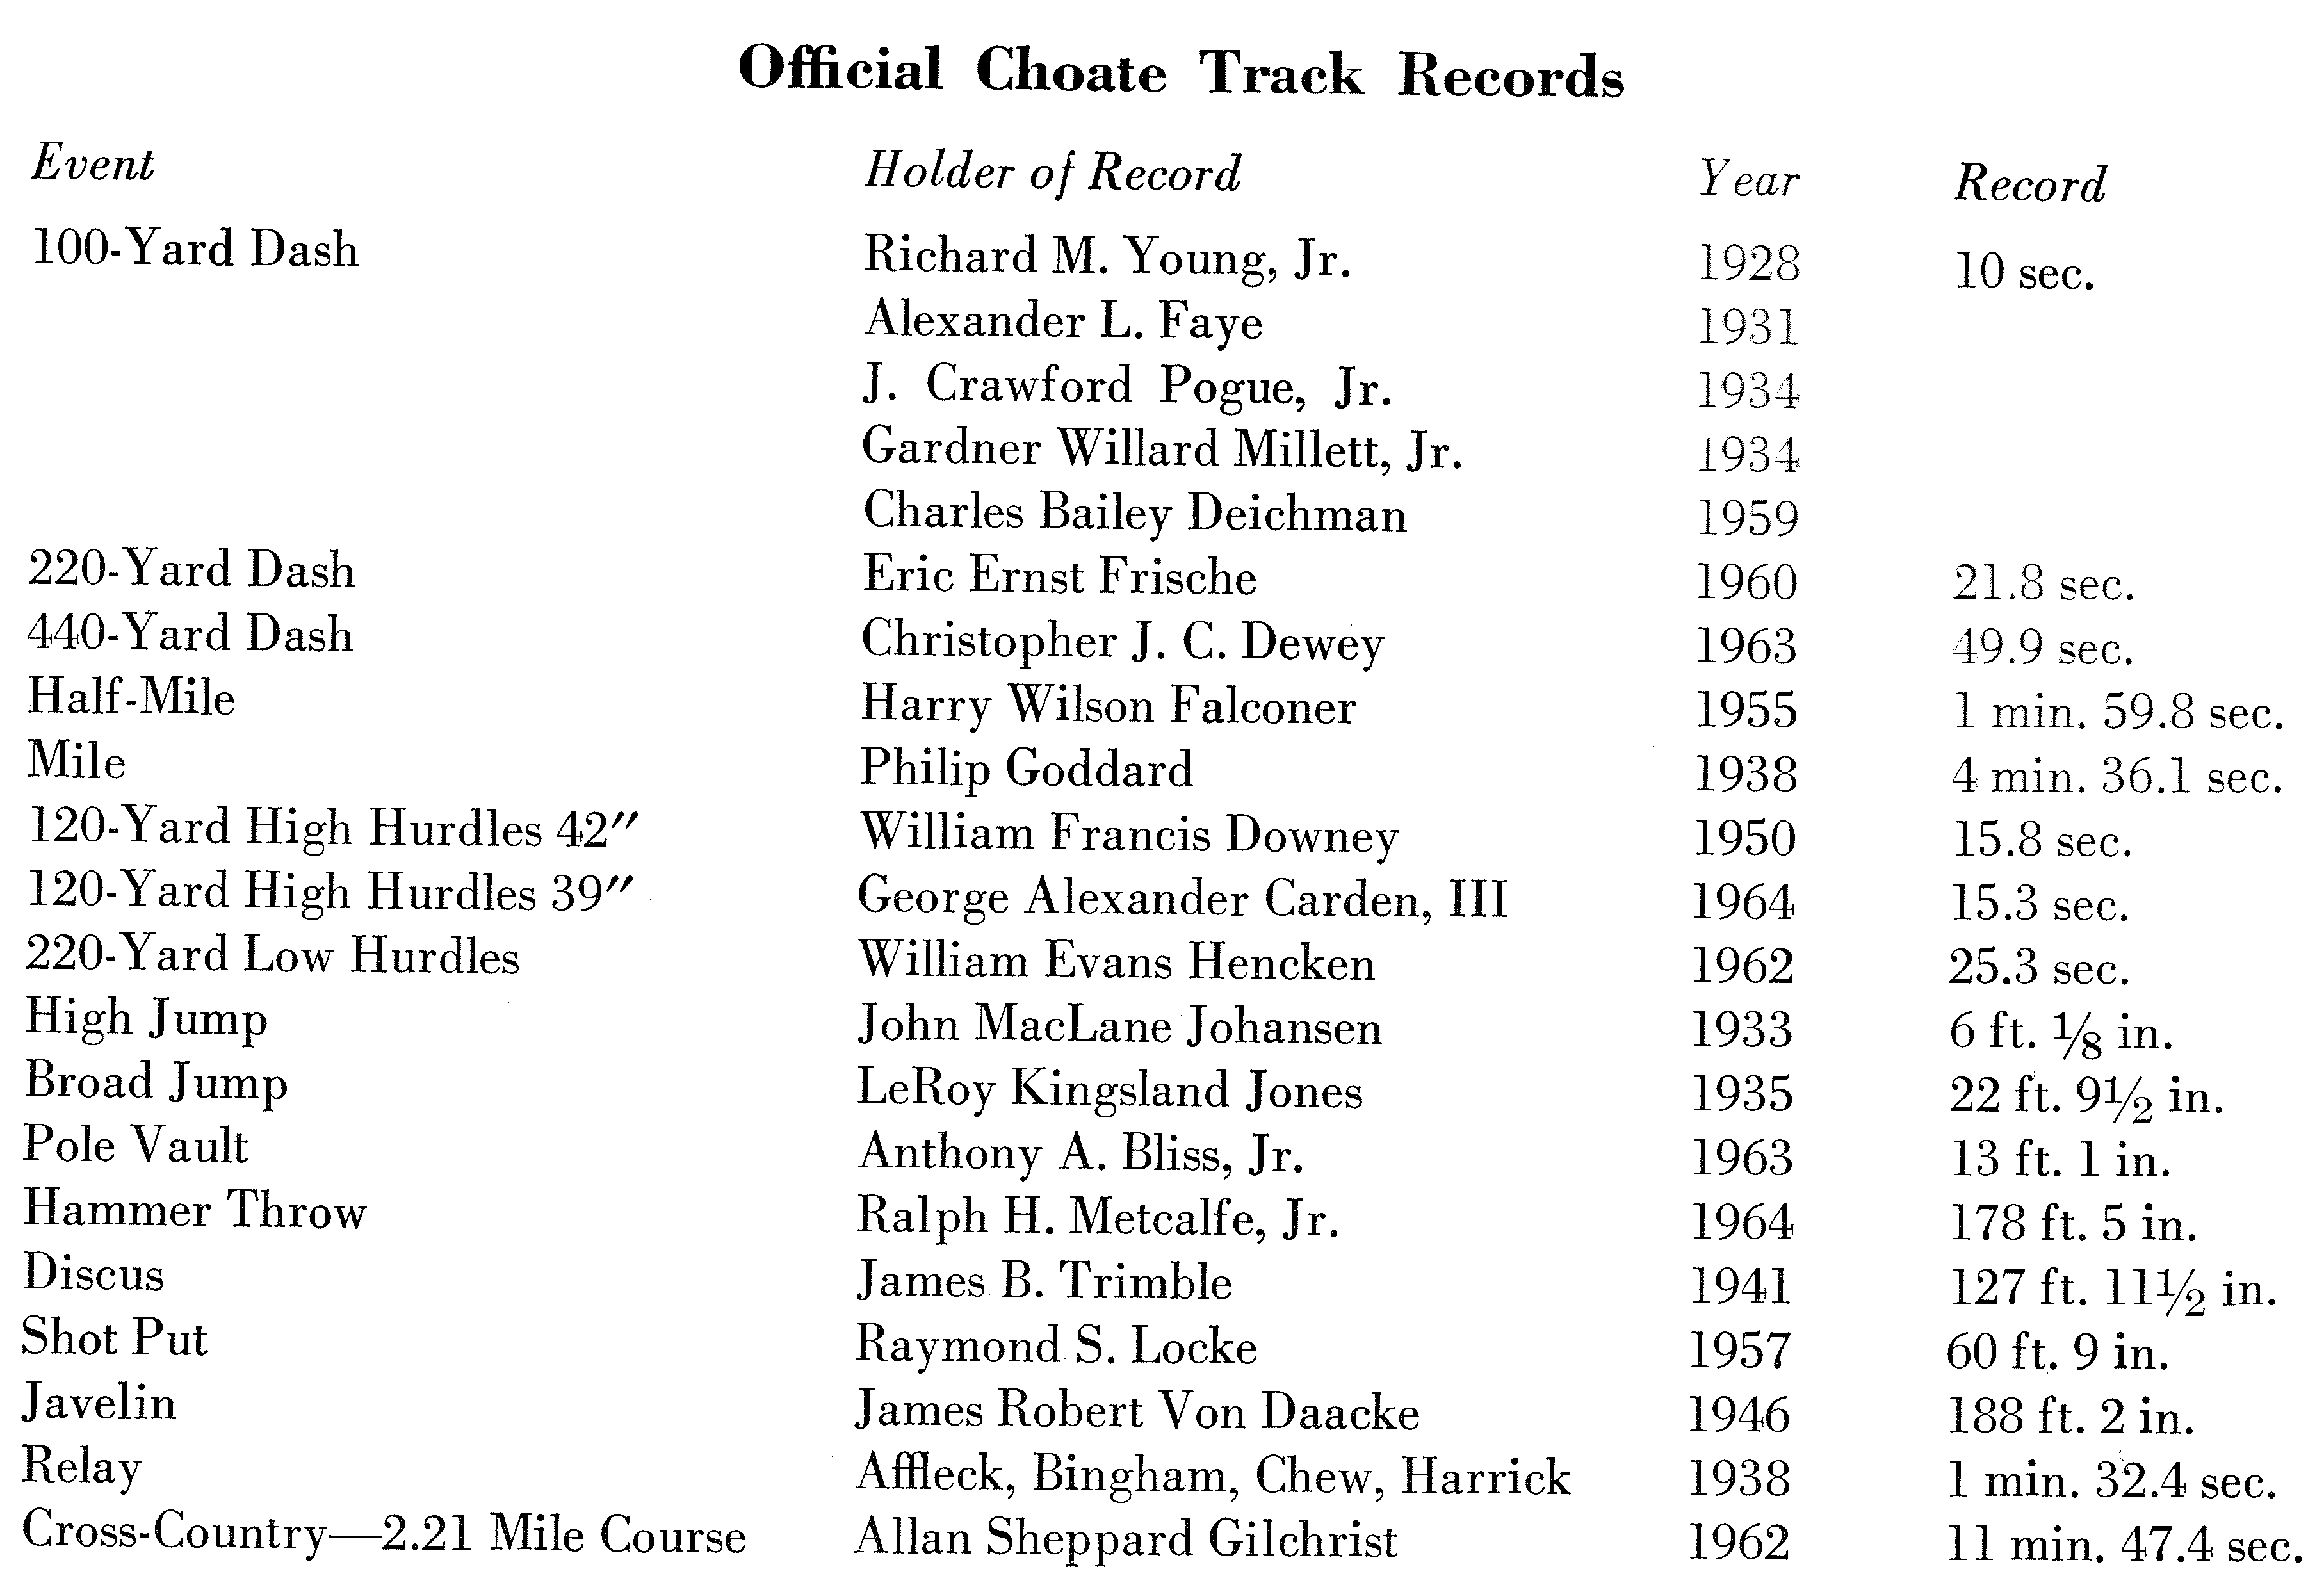 Official Choate Track Records
Event Holder of Record Year Record
100-Yard Dash Richard M. Young, Jr. 1928 10 sec.
Alexander L. Faye 1931
J. Crawford Pogue, Jr. 1934
Gardner Willard Millett, Jr. 1934
Charles Bailey Deichman 1959
220-Yard Dash Eric Ernst Frische 1960 21.8 sec.
440-Yard Dash Christopher J. C. Dewey 1963 49.9 sec.
Half-Mile Harry Wilson Falconer 1955 1 min. 59.8 sec.
Mile Philip Goddard 1938 4 min. 36.1 sec.
120-Yard High Hurdles 42″ William Francis Downey 1950 15.8 sec.
120-Yard High Hurdles 39″ George Alexander Carden, III 1964 15.3 sec.
220-Yard Low Hurdles William Evans Hencken 1962 25.3 sec.
High Jump John MacLane Johansen 1933 6 ft. ⅛ in.
Broad Jump LeRoy Kingsland Jones 1935 22 ft. 9½ in.
Pole Vault Anthony A. Bliss, Jr. 1963 13 ft. 1 in.
Hammer Throw Ralph H. Metcalfe, Jr. 1964 178 ft. 5 in.
Discus James B. Trimble 1941 127 ft. 11½ in.
Shot Put Raymond S. Locke 1957 60 ft. 9 in.
Javelin James Robert Von Daacke 1946 188 ft. 2 in.
Relay Affleck, Bingham, Chew, Harrick 1938 1 min. 32.4 sec.
Cross-Country—2.21 Mile Course Allan Sheppard Gilchrist 1962 11 min. 47.4 sec.